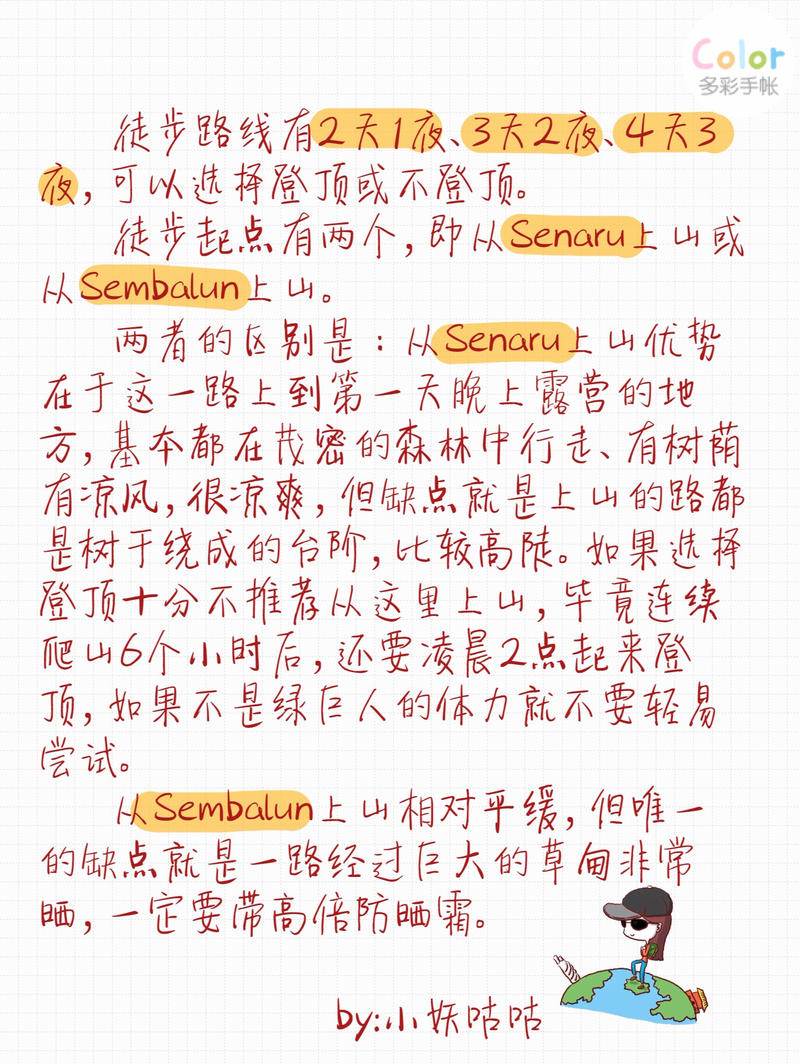 Color
多彩手帐
徒步路线有2天1夜、3天2夜、4天3
夜，可以选择登顶或不登顶。
徒步起点有两个，即从Senaru上山或
从Sembalun上山。
两者的区别是：从Senaru上山优势
在于这一路上到第一天晚上露营的地
方，基本都在茂密的森林中行走、有树荫
有凉风，很凉爽，但缺点就是上山的路都
是树于绕成的台阶，比较高陡。如果选择
登顶十分不推荐从这里上山，毕竟连续
爬山6个小时后，还要凌晨2点起来登
顶，如果不是绿巨人的体力就不要轻易
尝试。
从Sembalun上山相对平缓，但唯一
的缺点就是一路经过巨大的草甸非常
晒，一定要带高倍防晒霜。
by:小妖咕咕